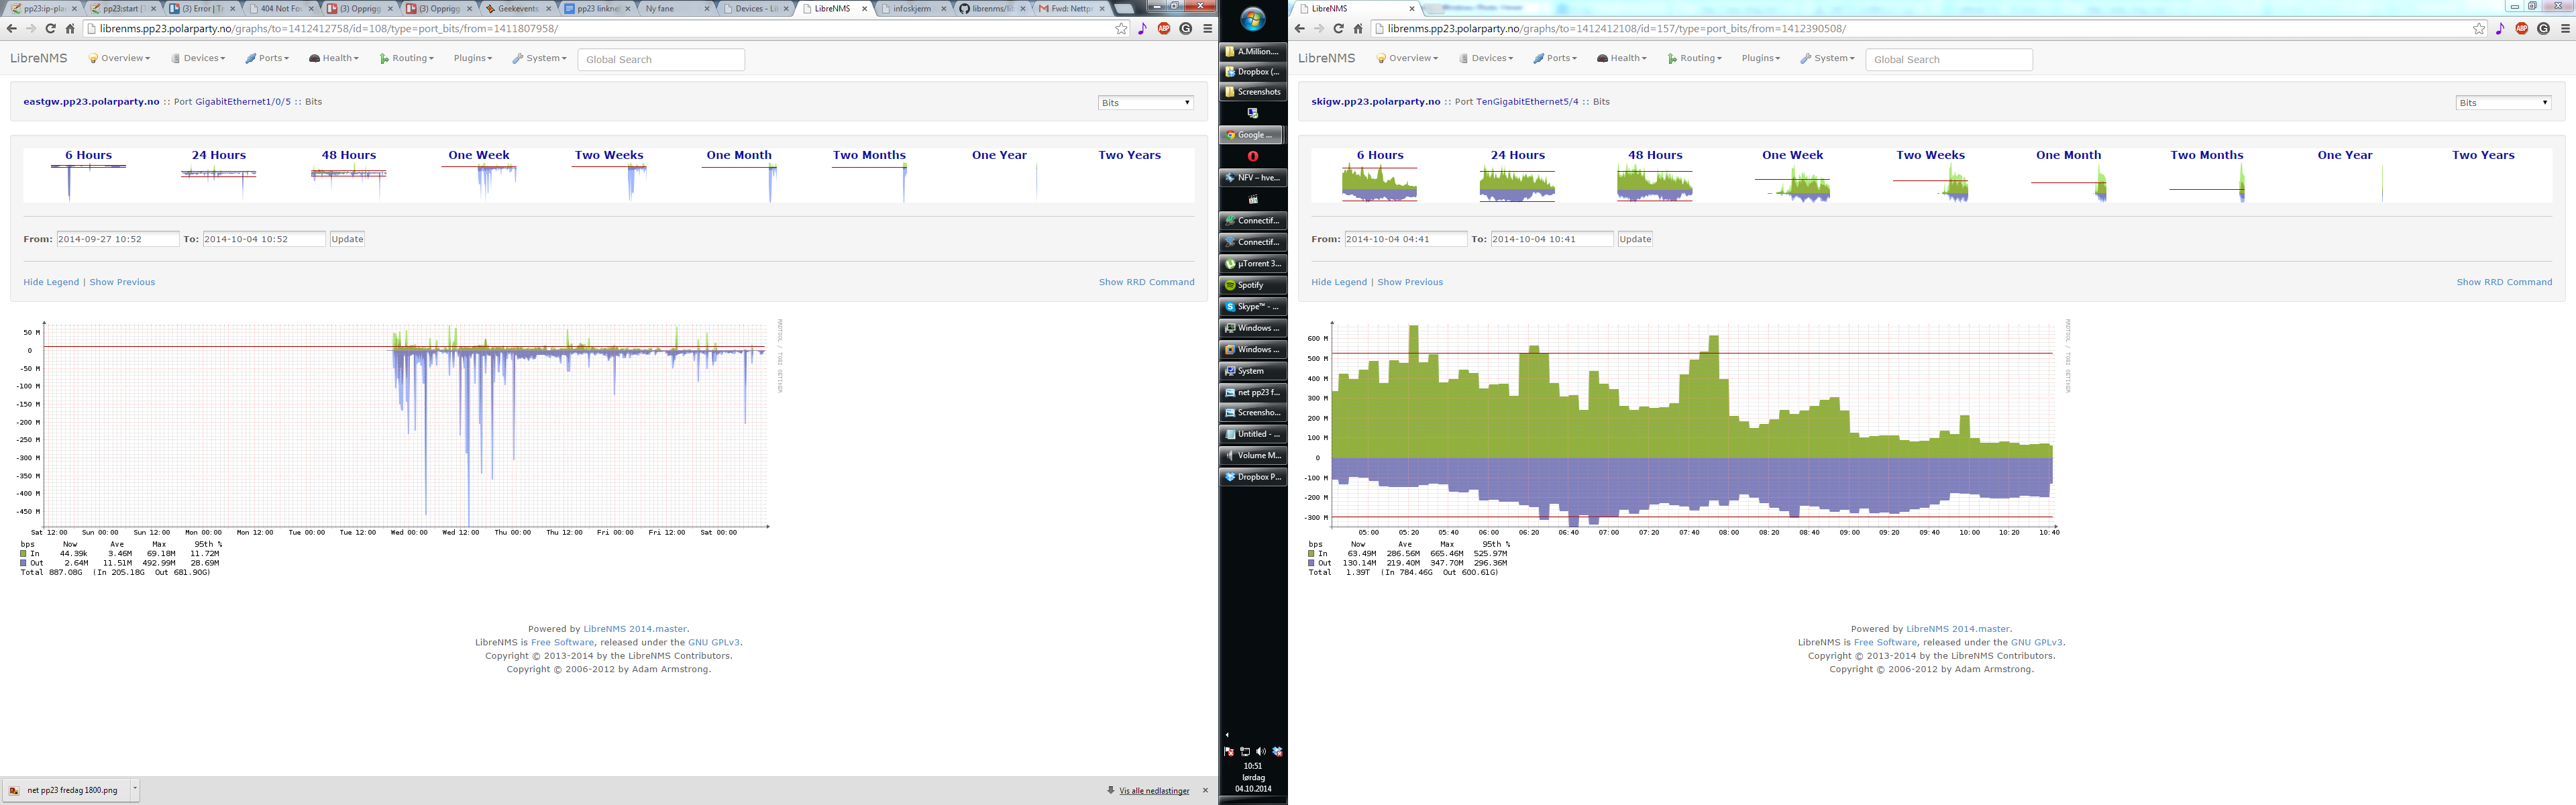 pp23:ip-pla
pp23:start [
(3) Error | Tr
404 Not Fou
(3) Opprigg
(3) Opprigg
Geekevents
pp23 linknet
Ny fane
Devices - Lib
LibreNMS
infoskjerm
librenms/lib
Fwd: Nettpr
librenms.pp23.polarparty.no/graphs/to=1412412758/id=108/type=port_bits/from=1411807958/
LibreNMS Overview Devices Ports Health Routing Plugins System Global Search
eastgw.pp23.polarparty.no :: Port GigabitEthernet1/0/5 :: Bits
Bits
6 Hours 24 Hours 48 Hours One Week Two Weeks One Month Two Months One Year Two Years
From: 2014-09-27 10:52 To: 2014-10-04 10:52 Update
Hide Legend | Show Previous
Show RRD Command
RRDTOOL / TOBI OETIKER
50 M
0
-50 M
-100 M
-150 M
-200 M
-250 M
-300 M
-350 M
-400 M
-450 M
Sat 12:00 Sun 00:00 Sun 12:00 Mon 00:00 Mon 12:00 Tue 00:00 Tue 12:00 Wed 00:00 Wed 12:00 Thu 00:00 Thu 12:00 Fri 00:00 Fri 12:00 Sat 00:00
bps Now Ave Max 95th %
In 44.39k 3.46M 69.18M 11.72M
Out 2.64M 11.51M 492.99M 28.69M
Total 887.08G (In 205.18G Out 681.90G)
Powered by LibreNMS 2014.master.
LibreNMS is Free Software, released under the GNU GPLv3.
Copyright © 2013-2014 by the LibreNMS Contributors.
Copyright © 2006-2012 by Adam Armstrong.
net pp23 fredag 1800.png
Vis alle nedlastinger
A.Million....
Dropbox (...
Screenshots
Google ...
NFV – hve...
Connectif...
Connectif...
µTorrent 3...
Spotify
Skype™ - ...
Windows ...
Windows ...
System
net pp23 f...
Screensho...
Untitled - ...
Volume M...
Dropbox P...
10:51
lørdag
04.10.2014
LibreNMS
librenms.pp23.polarparty.no/graphs/to=1412412108/id=157/type=port_bits/from=1412390508/
LibreNMS Overview Devices Ports Health Routing Plugins System Global Search
skigw.pp23.polarparty.no :: Port TenGigabitEthernet5/4 :: Bits
Bits
6 Hours 24 Hours 48 Hours One Week Two Weeks One Month Two Months One Year Two Years
From: 2014-10-04 04:41 To: 2014-10-04 10:41 Update
Hide Legend | Show Previous
Show RRD Command
RRDTOOL / TOBI OETIKER
600 M
500 M
400 M
300 M
200 M
100 M
0
-100 M
-200 M
-300 M
05:00 05:20 05:40 06:00 06:20 06:40 07:00 07:20 07:40 08:00 08:20 08:40 09:00 09:20 09:40 10:00 10:20 10:40
bps Now Ave Max 95th %
In 63.49M 286.56M 665.46M 525.97M
Out 130.14M 219.40M 347.70M 296.36M
Total 1.39T (In 784.46G Out 600.61G)
Powered by LibreNMS 2014.master.
LibreNMS is Free Software, released under the GNU GPLv3.
Copyright © 2013-2014 by the LibreNMS Contributors.
Copyright © 2006-2012 by Adam Armstrong.